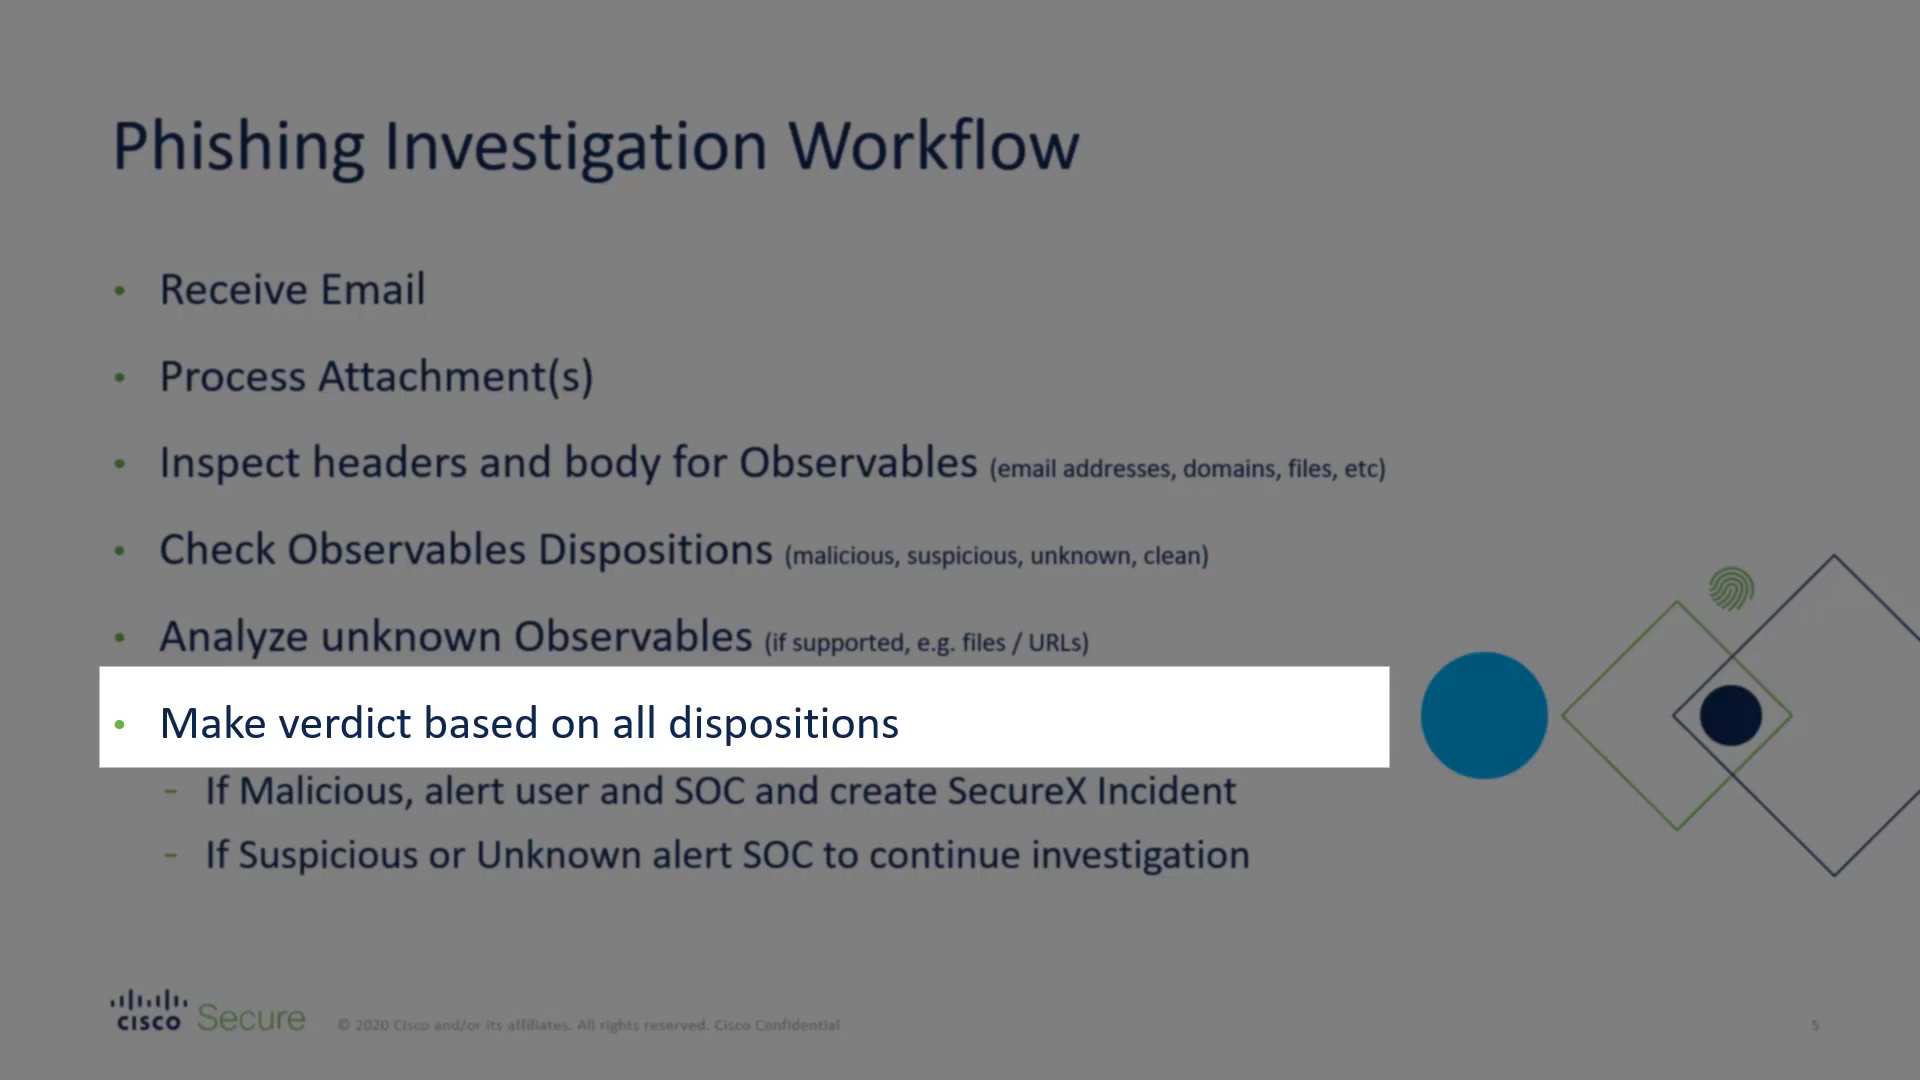 Phishing Investigation Workflow
• Receive Email
• Process Attachment(s)
• Inspect headers and body for Observables (email addresses, domains, files, etc)
• Check Observables Dispositions (malicious, suspicious, unknown, clean)
• Analyze unknown Observables (if supported, e.g. files / URLs)
• Make verdict based on all dispositions
- If Malicious, alert user and SOC and create SecureX Incident
- If Suspicious or Unknown alert SOC to continue investigation
CISCO Secure © 2020 Cisco and/or its affiliates. All rights reserved. Cisco Confidential 5